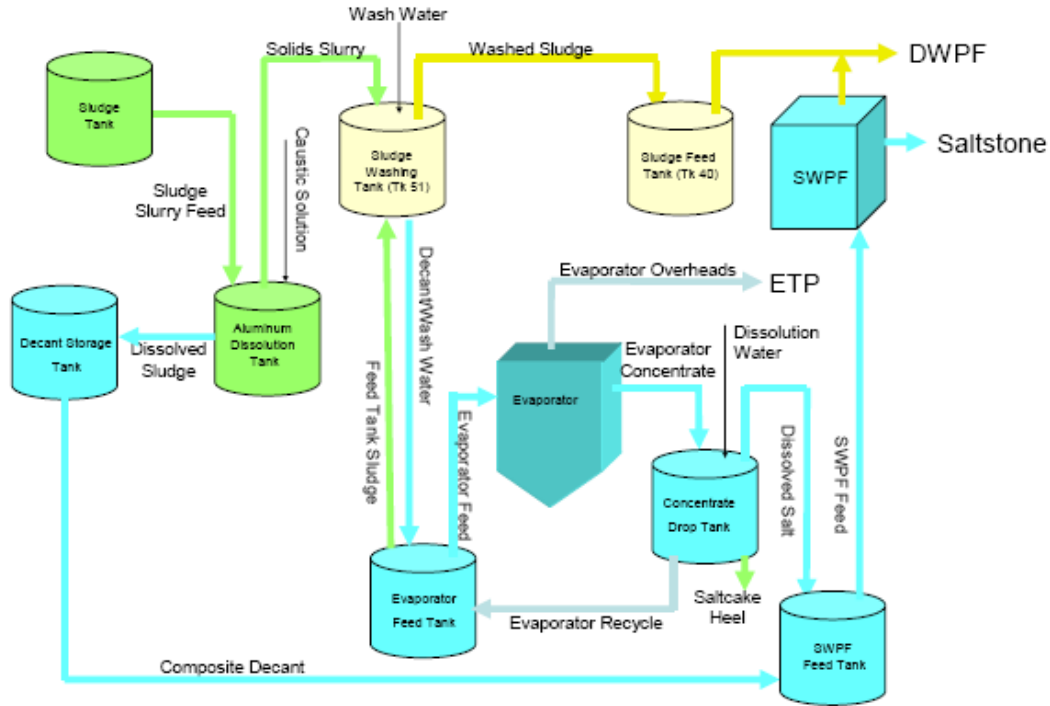 Wash Water
Solids Slurry
Washed Sludge
DWPF
Sludge
Tank
Caustic Solution
Sludge
Washing
Tank (Tk 51)
Sludge Feed
Tank (Tk 40)
SWPF
Saltstone
Sludge
Slurry Feed
Decant/Wash Water
Evaporator Overheads
ETP
Decant Storage
Tank
Dissolved
Sludge
Aluminum
Dissolution
Tank
Feed Tank Sludge
Evaporator Feed
Evaporator
Evaporator
Concentrate
Dissolution
Water
Dissolved Salt
SWPF Feed
Concentrate
Drop Tank
Evaporator
Feed Tank
Evaporator Recycle
Saltcake
Heel
SWPF
Feed Tank
Composite Decant